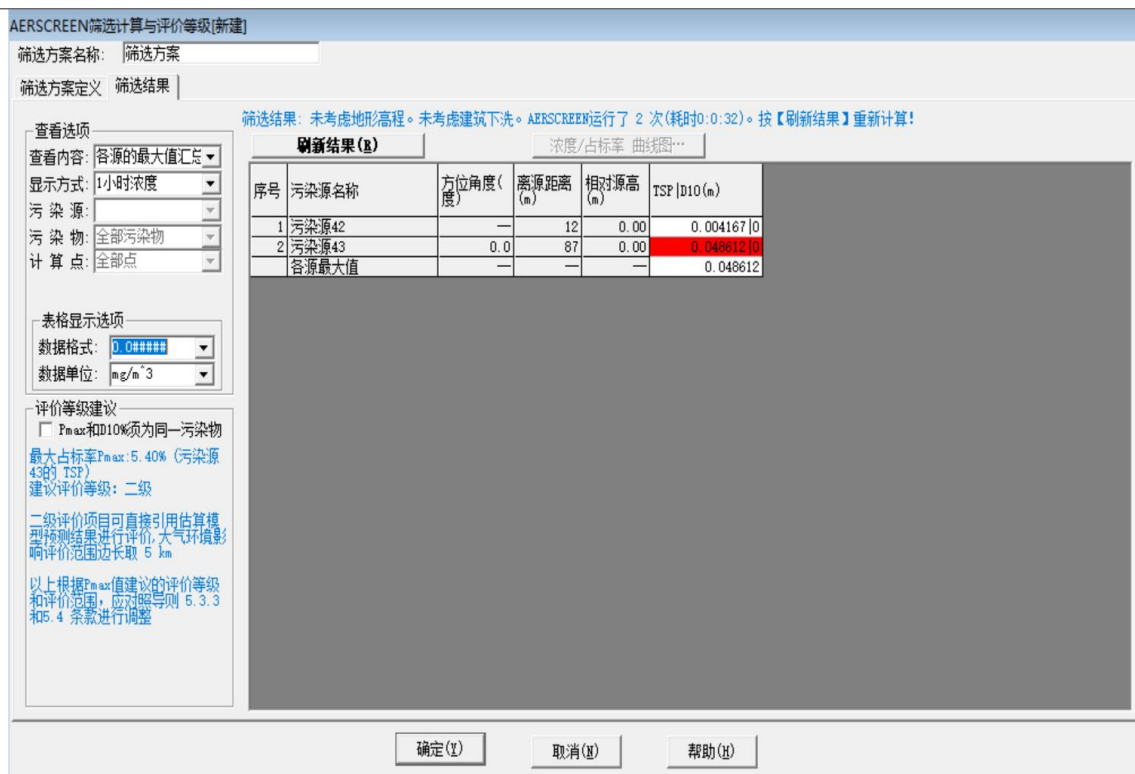 AERSCREEN筛选计算与评价等级[新建]
筛选方案名称: 筛选方案
筛选方案定义 筛选结果
筛选结果: 未考虑地形高程。未考虑建筑下洗。AERSCREEN运行了 2 次(耗时0:0:32)。按【刷新结果】重新计算!
查看选项
查看内容: 各源的最大值汇总
显示方式: 1小时浓度
污 染 源:
污 染 物: 全部污染物
计 算 点: 全部点
表格显示选项
数据格式: 0.0#####
数据单位: mg/m^3
评价等级建议
Pmax和D10%须为同一污染物
最大占标率Pmax:5.40% (污染源
43的 TSP)
建议评价等级: 二级
二级评价项目可直接引用估算模
型预测结果进行评价,大气环境影
响评价范围边长取 5 km
以上根据Pmax值建议的评价等级
和评价范围, 应对照导则 5.3.3
和5.4 条款进行调整
刷新结果(R) 浓度/占标率 曲线图…
序号 污染源名称 方位角度(度) 离源距离(m) 相对源高(m) TSP|D10(m)
1 污染源42 — 12 0.00 0.004167|0
2 污染源43 0.0 87 0.00 0.048612|0
各源最大值 — — — 0.048612
确定(Y) 取消(N) 帮助(H)